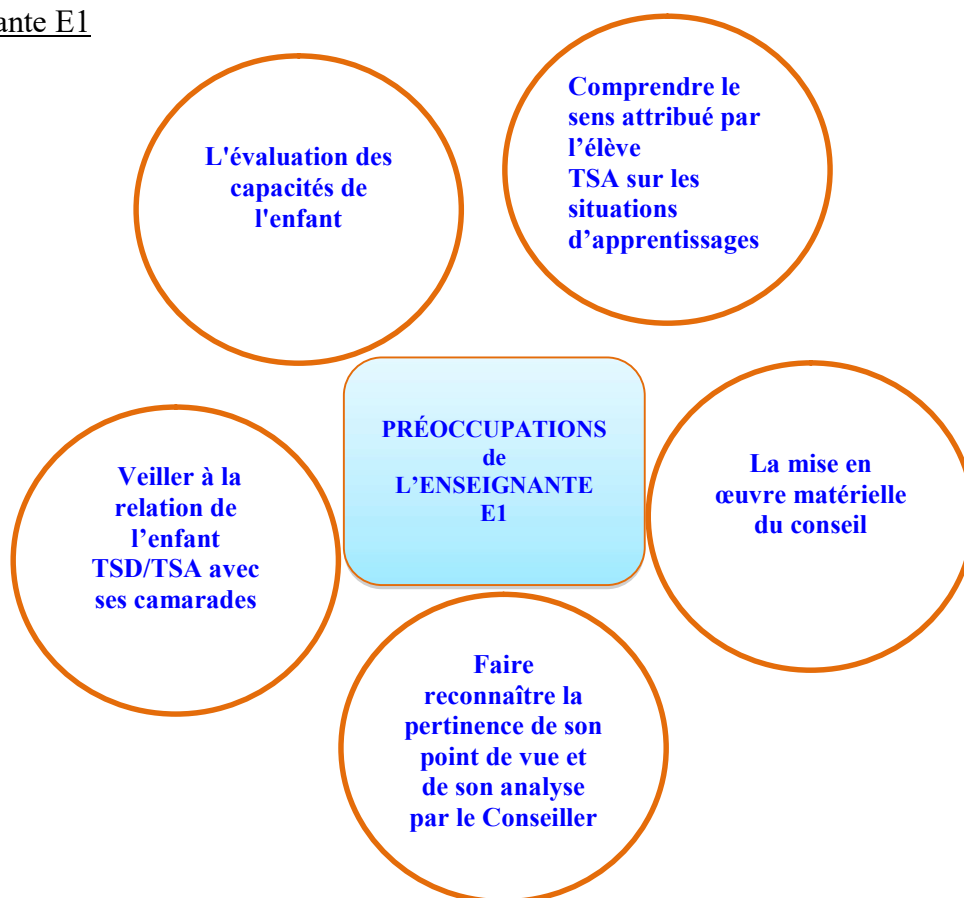 ante E1
L'évaluation des
capacités de
l'enfant
Comprendre le
sens attribué par
l’élève
TSA sur les
situations
d’apprentissages
PRÉOCCUPATIONS
de
L’ENSEIGNANTE
E1
Veiller à la
relation de
l’enfant
TSD/TSA avec
ses camarades
La mise en
œuvre matérielle
du conseil
Faire
reconnaître la
pertinence de son
point de vue et
de son analyse
par le Conseiller